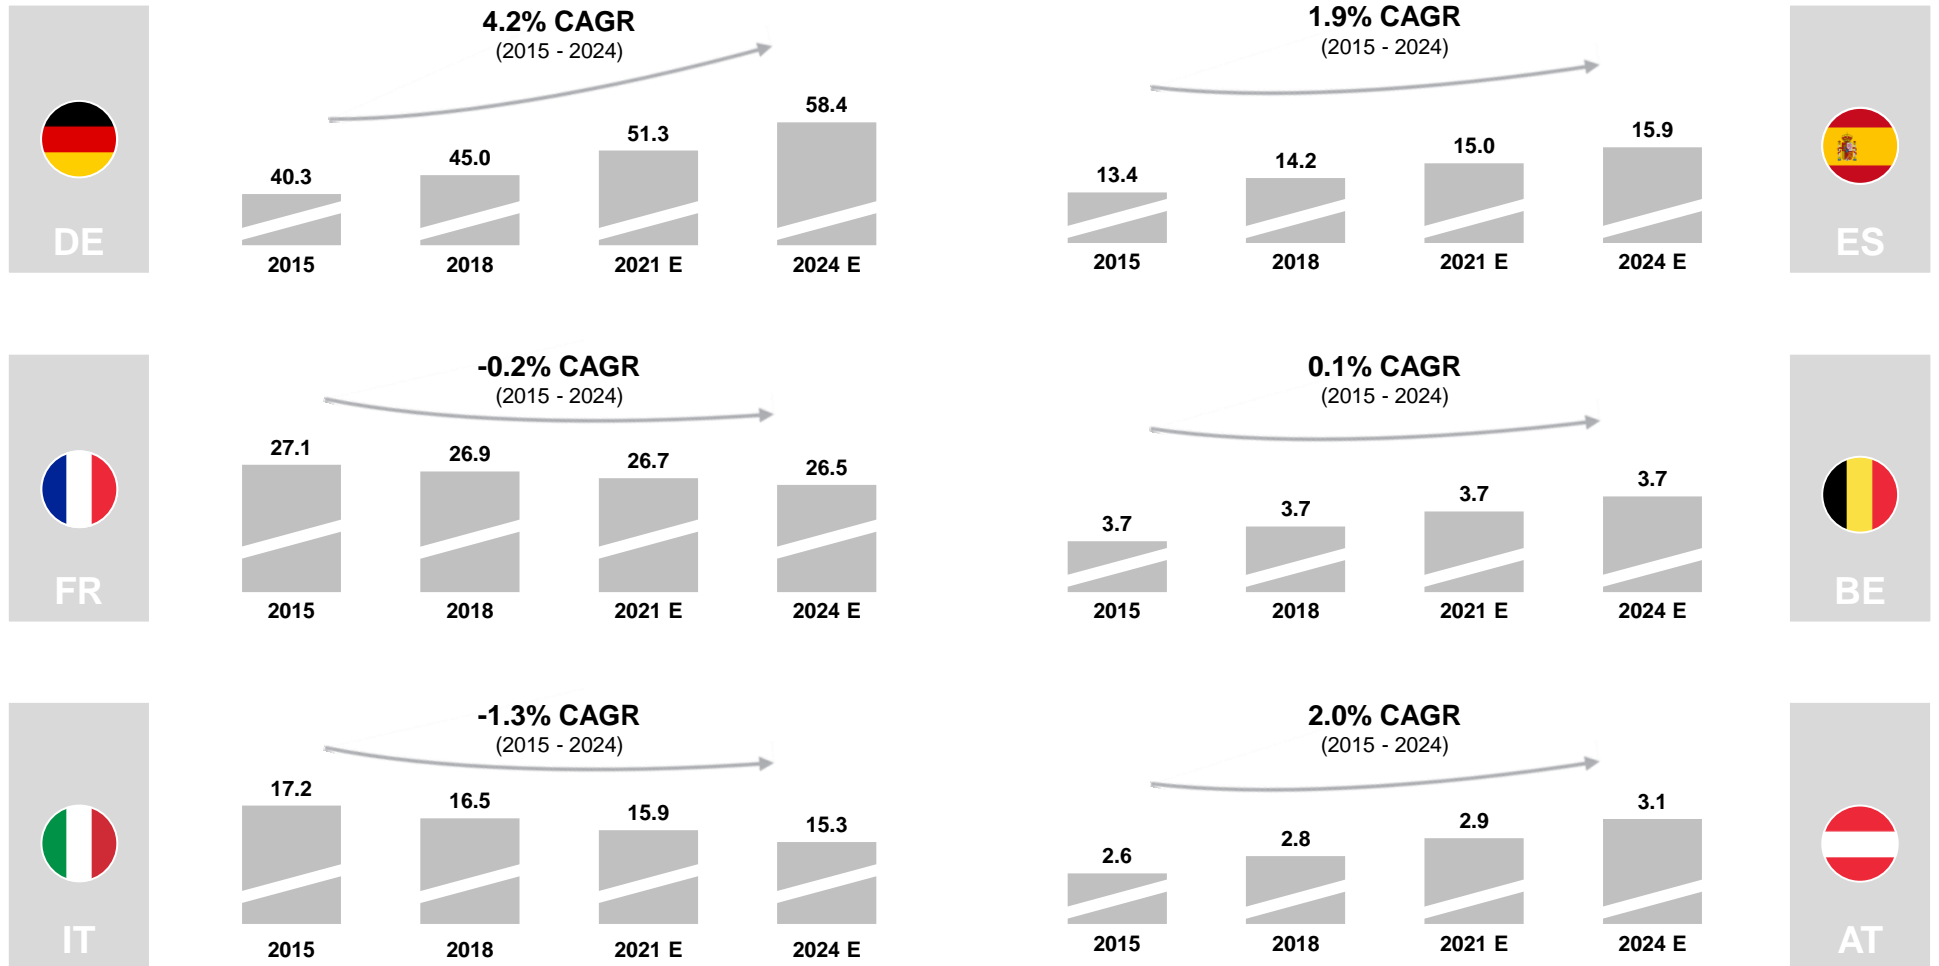 4.2% CAGR
(2015 - 2024)
40.3
45.0
51.3
58.4
2015
2018
2021 E
2024 E
DE
1.9% CAGR
(2015 - 2024)
13.4
14.2
15.0
15.9
2015
2018
2021 E
2024 E
ES
-0.2% CAGR
(2015 - 2024)
27.1
26.9
26.7
26.5
2015
2018
2021 E
2024 E
FR
0.1% CAGR
(2015 - 2024)
3.7
3.7
3.7
3.7
2015
2018
2021 E
2024 E
BE
-1.3% CAGR
(2015 - 2024)
17.2
16.5
15.9
15.3
2015
2018
2021 E
2024 E
IT
2.0% CAGR
(2015 - 2024)
2.6
2.8
2.9
3.1
2015
2018
2021 E
2024 E
AT